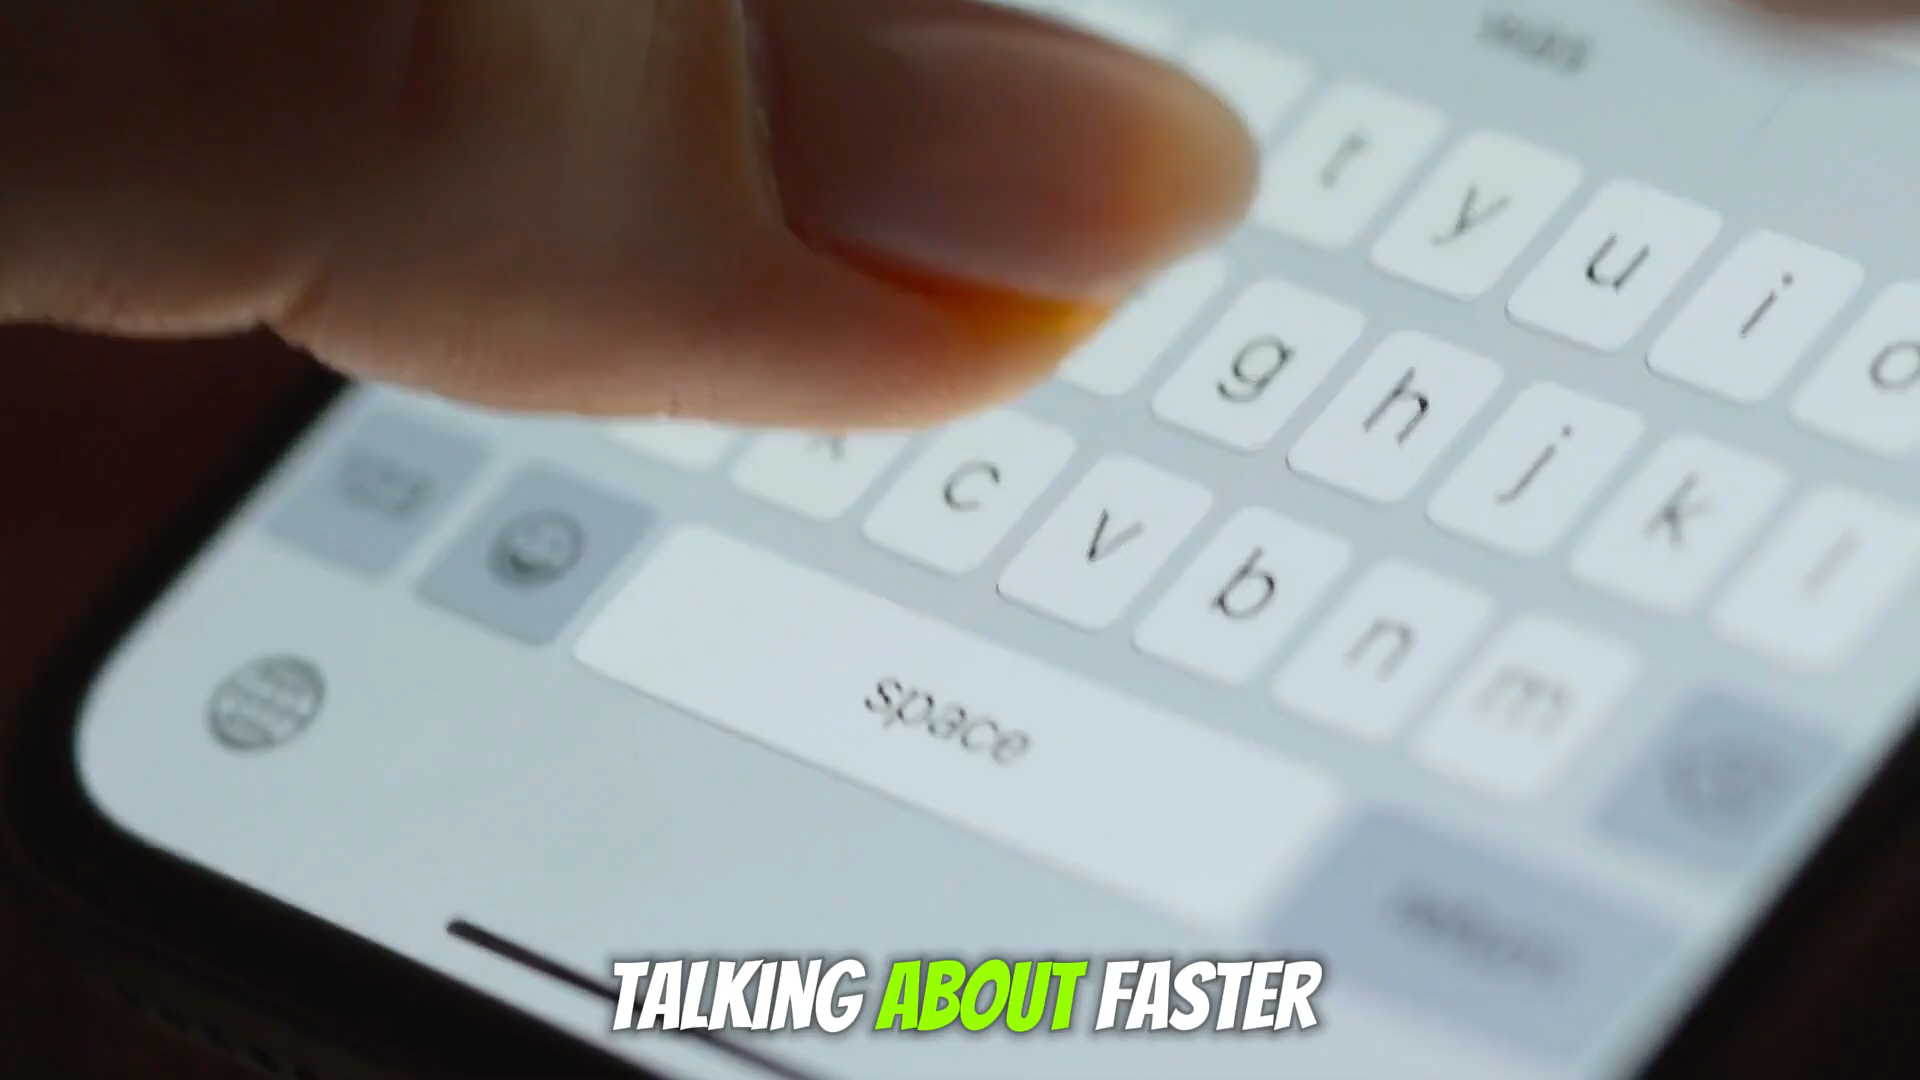 t y u i o
g h j k l
c v b n m
space
TALKING ABOUT FASTER